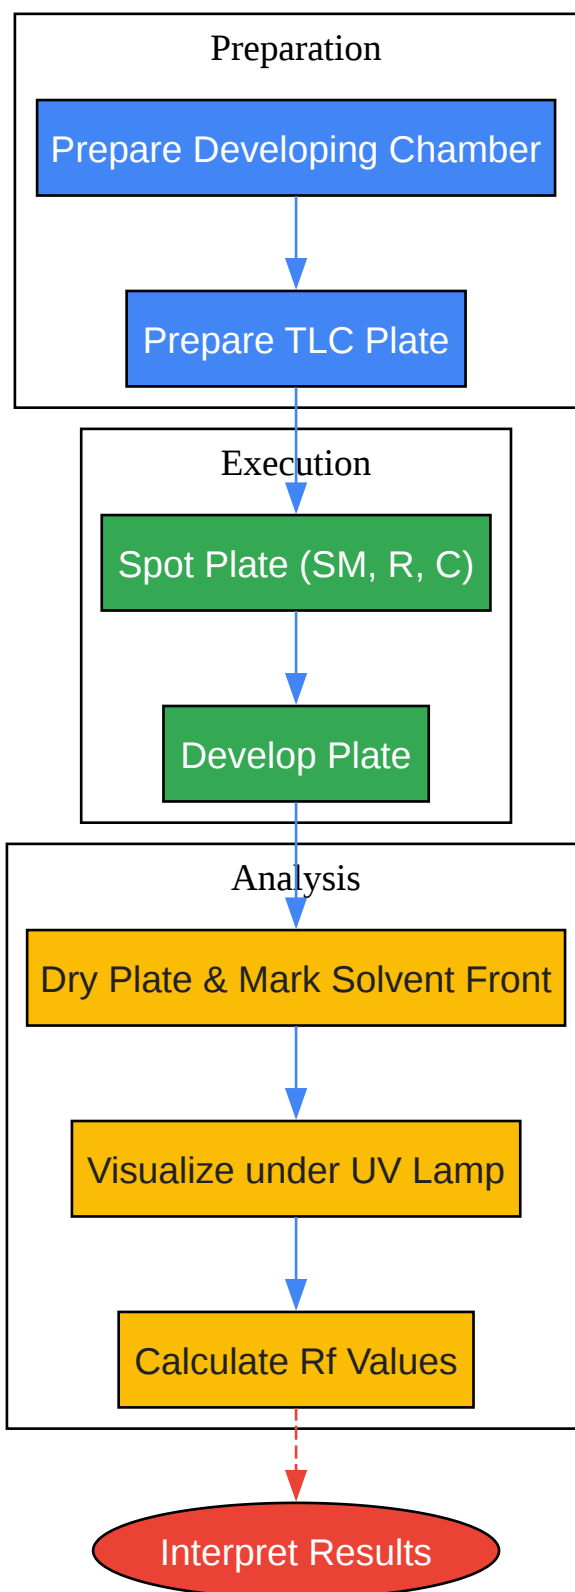 Preparation
Prepare Developing Chamber
Prepare TLC Plate
Execution
Spot Plate (SM, R, C)
Develop Plate
Analysis
Dry Plate & Mark Solvent Front
Visualize under UV Lamp
Calculate Rf Values
Interpret Results